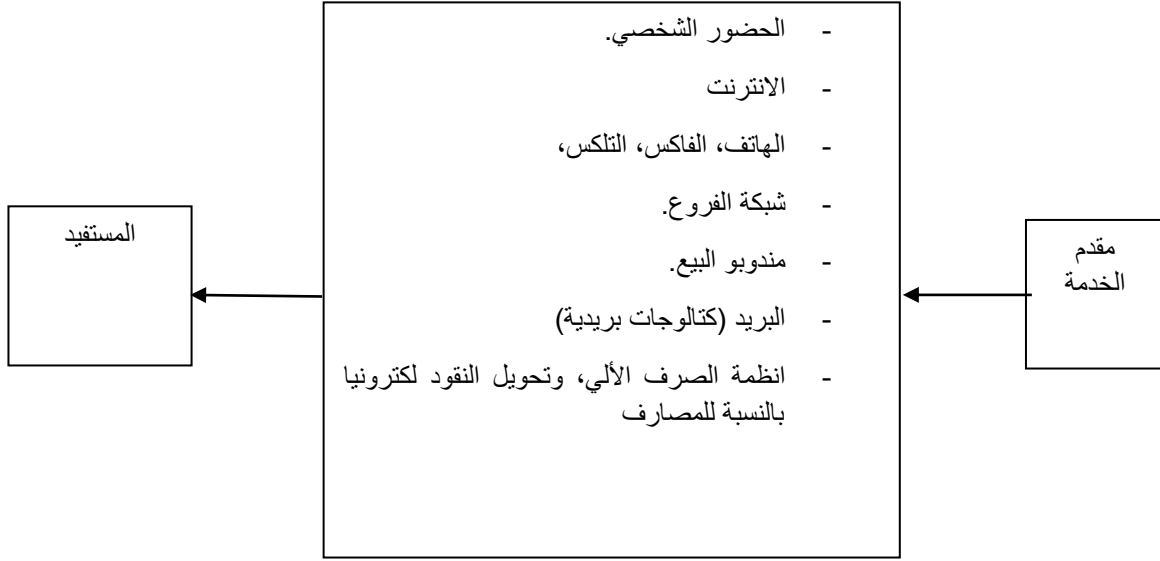 مقدم
الخدمة
- الحضور الشخصي.
- الانترنت
- الهاتف، الفاكس، التلكس،
- شبكة الفروع.
- مندوبو البيع.
- البريد (كتالوجات بريدية)
- انظمة الصرف الألي، وتحويل النقود لكترونيا
بالنسبة للمصارف
المستفيد